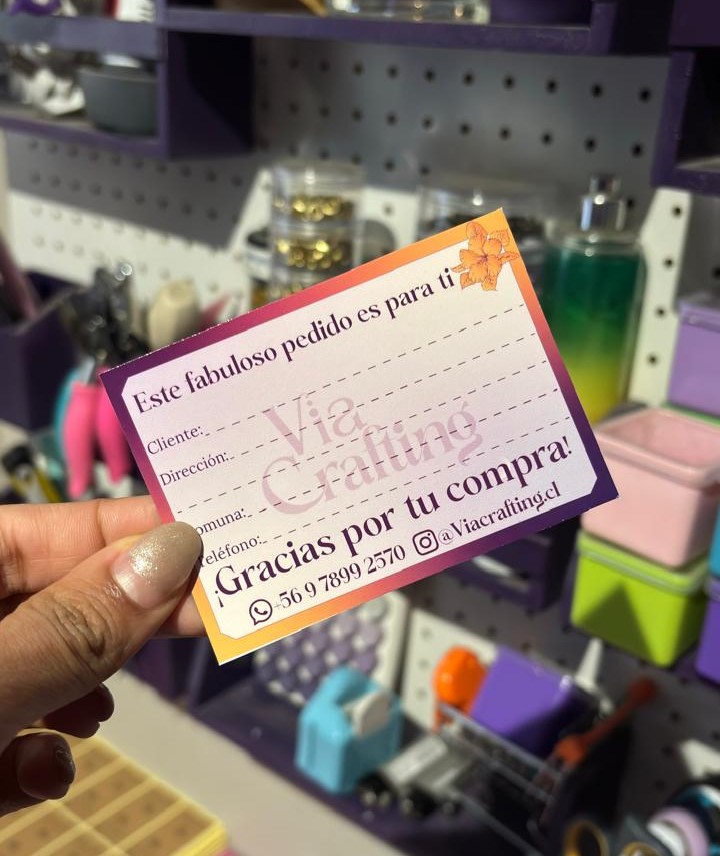 Este fabuloso pedido es para ti
Cliente:
Dirección:
Via
Crafting
omuna:
eléfono:
¡Gracias por tu compra!
+56 9 7899 2570 @Viacrafting.cl